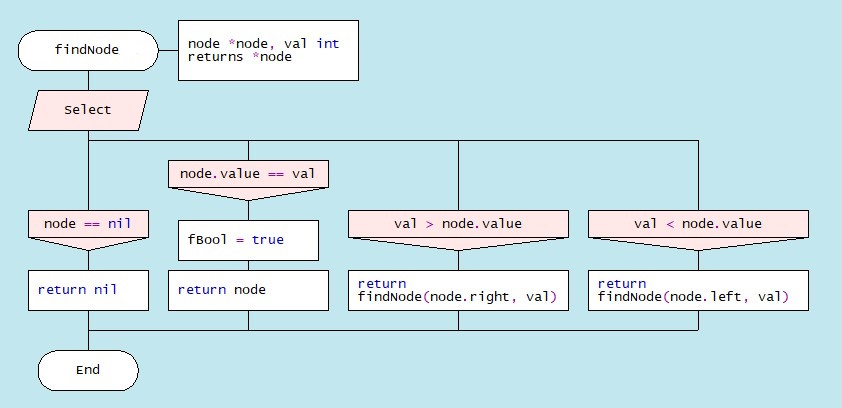 findNode
node *node, val int
returns *node
Select
node.value == val
node == nil
val > node.value
val < node.value
fBool = true
return nil
return node
return
findNode(node.right, val)
return
findNode(node.left, val)
End